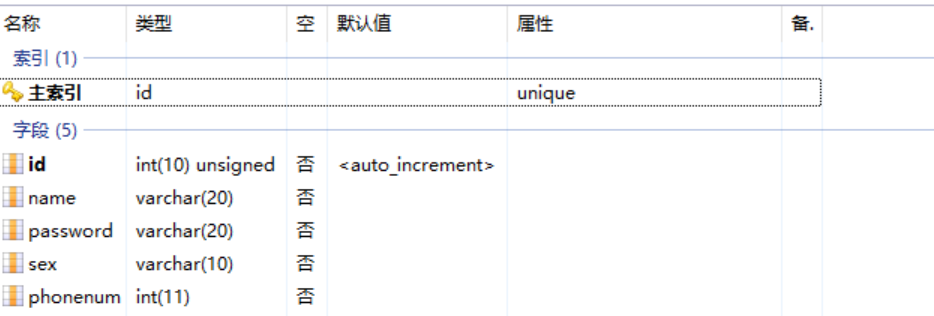 名称 类型 空 默认值 属性 备.
索引 (1)
主索引 id unique
字段 (5)
id int(10) unsigned 否 <auto_increment>
name varchar(20) 否
password varchar(20) 否
sex varchar(10) 否
phonenum int(11) 否